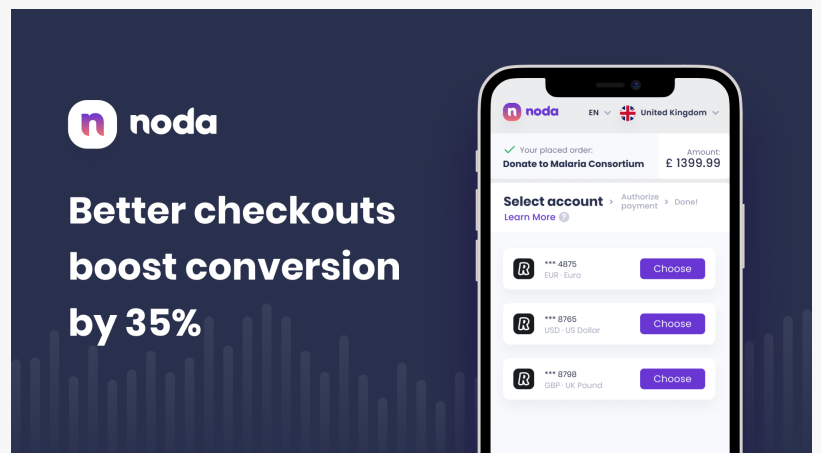 noda
Better checkouts
boost conversion
by 35%
noda
EN
United Kingdom
Your placed order:
Donate to Malaria Consortium
Amount:
£ 1399.99
Select account
Authorize
payment
Done!
Learn More ?
*** 4875
EUR · Euro
Choose
*** 8765
USD · US Dollar
Choose
*** 8798
GBP · UK Pound
Choose